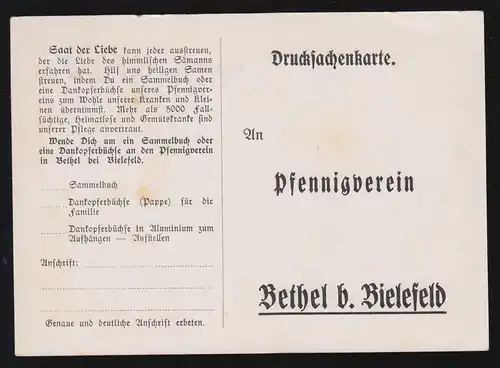 Saat der Liebe kann jeder ausstreuen,
der die Liebe des himmlischen Sämanns
erfahren hat. Hilf uns heiligen Samen
streuen, indem Du ein Sammelbuch oder
eine Dankopferbüchse unseres Pfennigver-
eins zum Wohle unserer Kranken und Klei-
nen übernimmst. Mehr als 5000 Fall-
süchtige, Heimatlose und Gemütskranke sind
unserer Pflege anvertraut.
Wende Dich um ein Sammelbuch oder
eine Dankopferbüchse an den Pfennigverein
in Bethel bei Bielefeld.
........Sammelbuch
........Dankopferbüchse (Pappe) für die
Familie
........Dankopferbüchse in Aluminium zum
Aufhängen — Aufstellen
Anschrift:
Genaue und deutliche Anschrift erbeten.
Drucksachenkarte.
An
Pfennigverein
Bethel b. Bielefeld